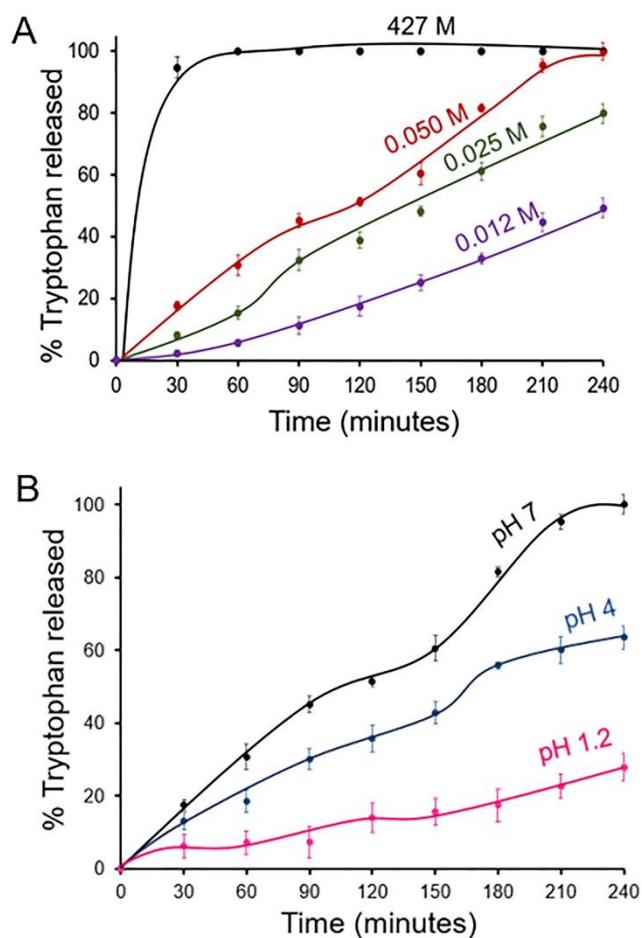 A
427 M
100
80
60
40
20
0
% Tryptophan released
0.050 M
0.025 M
0.012 M
0 30 60 90 120 150 180 210 240
Time (minutes)
B
100
80
60
40
20
0
% Tryptophan released
pH 7
pH 4
pH 1.2
0 30 60 90 120 150 180 210 240
Time (minutes)